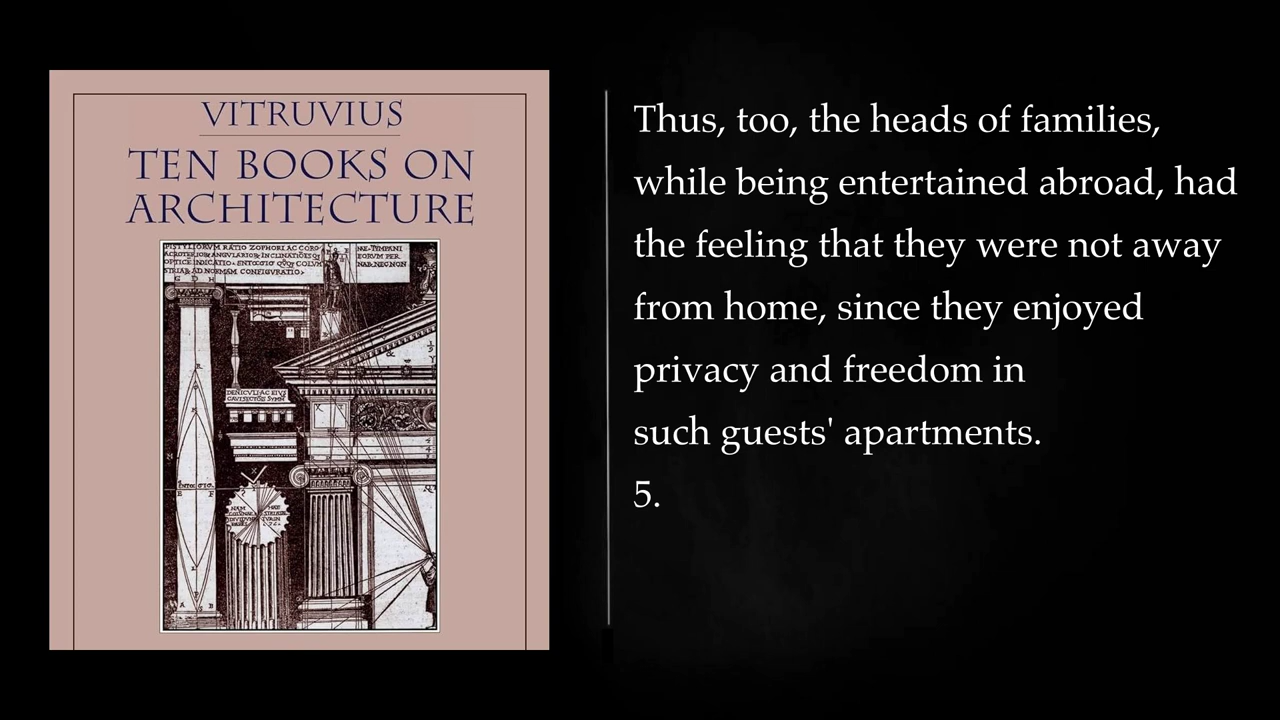 VITRUVIUS
TEN BOOKS ON
ARCHITECTURE
Thus, too, the heads of families,
while being entertained abroad, had
the feeling that they were not away
from home, since they enjoyed
privacy and freedom in
such guests' apartments.
5.